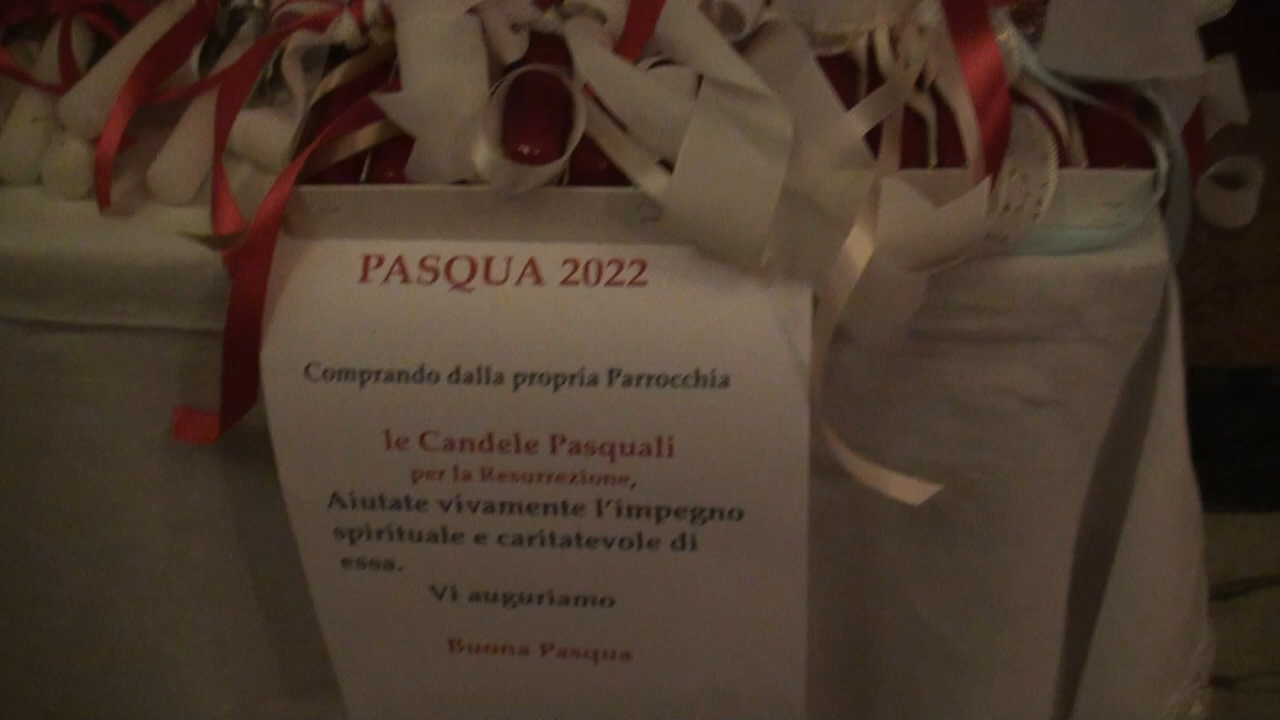 PASQUA 2022
Comprando dalla propria Parrocchia
le Candele Pasquali
per la Resurrezione,
Aiutate vivamente l'impegno
spirituale e caritatevole di
essa.
Vi auguriamo
Buona Pasqua